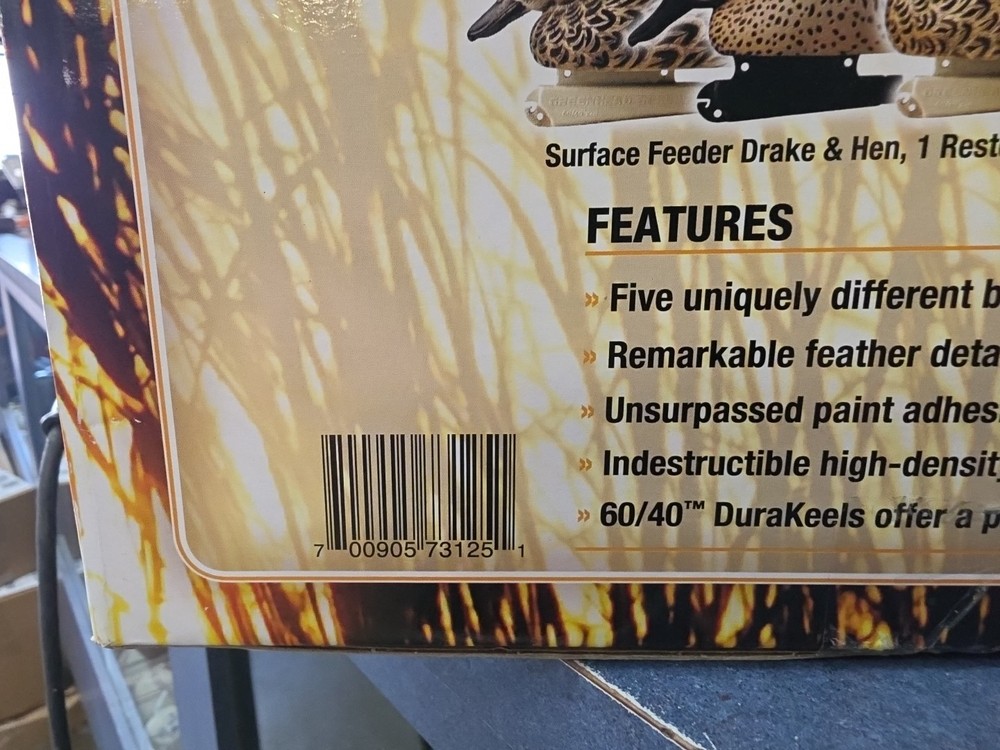 Surface Feeder Drake & Hen, 1 Rest
FEATURES
» Five uniquely different b
» Remarkable feather deta
» Unsurpassed paint adhes
» Indestructible high-density
» 60/40™ DuraKeels offer a p
7 00905 73125 1